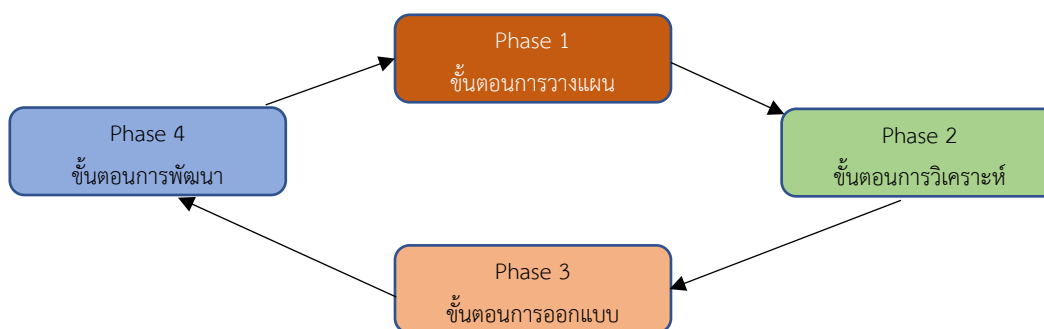 Phase 1
ขั้นตอนการวางแผน
Phase 2
ขั้นตอนการวิเคราะห์
Phase 3
ขั้นตอนการออกแบบ
Phase 4
ขั้นตอนการพัฒนา